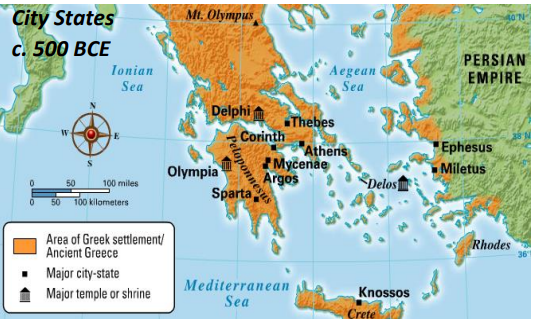 City States
c. 500 BCE
Mt. Olympus
40°N
Ionian
Sea
Aegean
Sea
PERSIAN
EMPIRE
N
W
E
S
Delphi
Thebes
Corinth
Athens
38°N
Ephesus
Peloponnesus
Mycenae
Miletus
Olympia
Argos
Delos
Sparta
0 50 100 miles
0 50 100 kilometers
Rhodes
36°
Area of Greek settlement/
Ancient Greece
Major city-state
Major temple or shrine
Mediterranean
Sea
Knossos
Crete